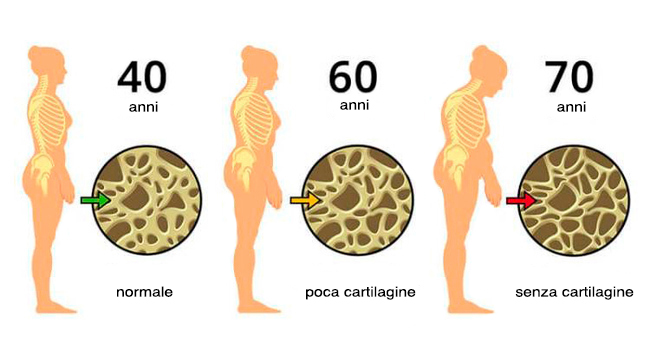 40
anni
60
anni
70
anni
normale
poca cartilagine
senza cartilagine